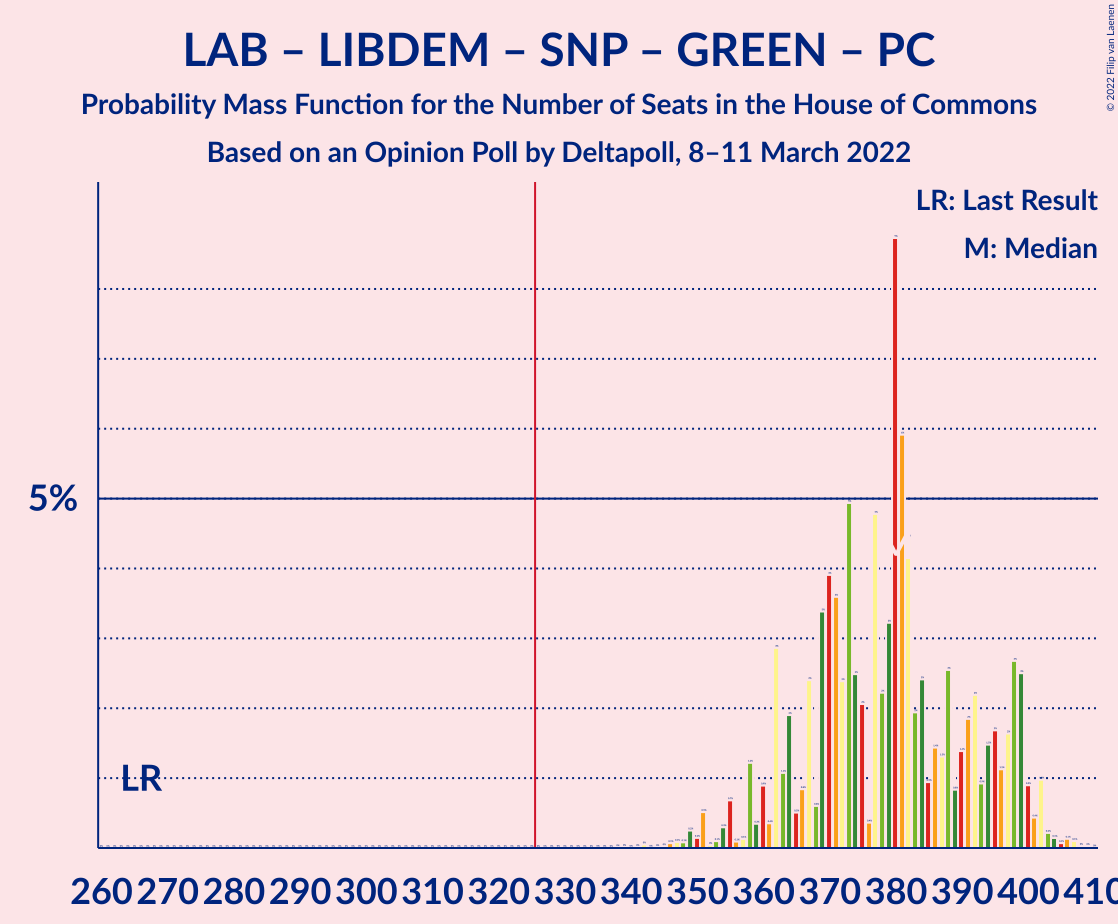 LAB – LIBDEM – SNP – GREEN – PC
Probability Mass Function for the Number of Seats in the House of Commons
Based on an Opinion Poll by Deltapoll, 8–11 March 2022
© 2022 Filip van Laenen
LR: Last Result
M: Median
5%
LR
260 270 280 290 300 310 320 330 340 350 360 370 380 390 400 410